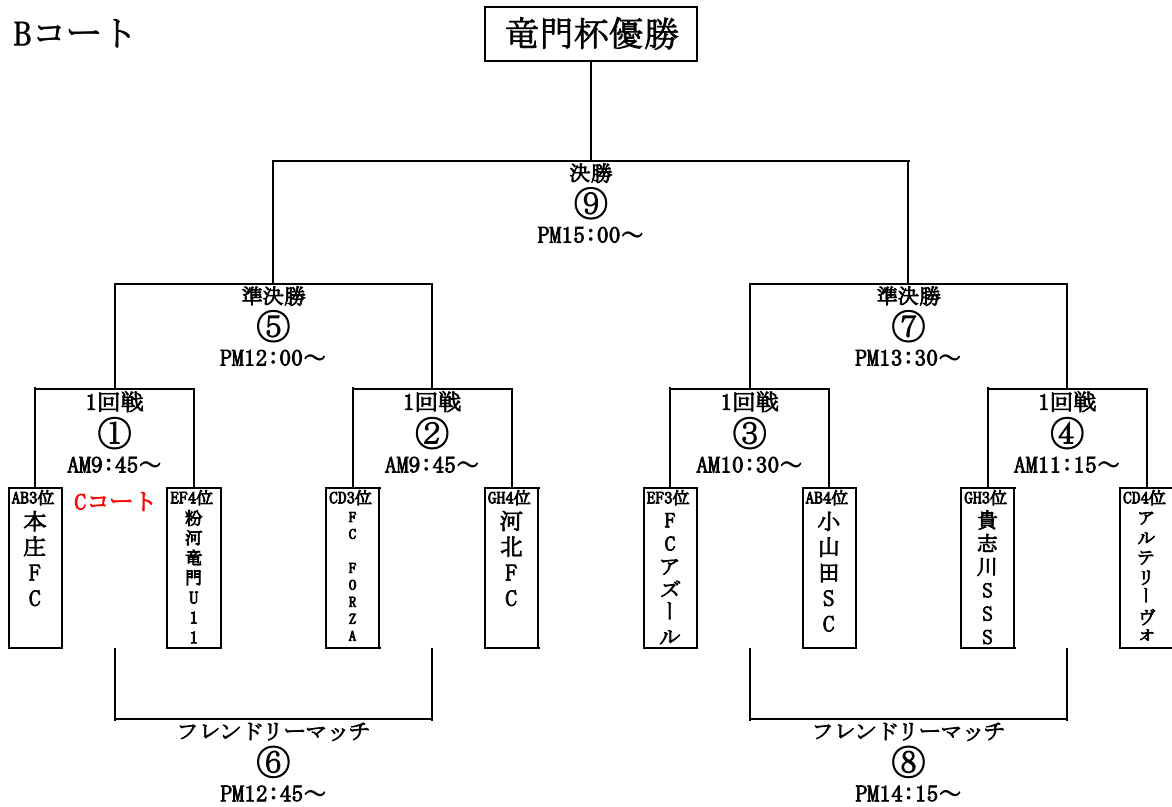 Bコート
竜門杯優勝
決勝
⑨
PM15:00～
準決勝
⑤
PM12:00～
準決勝
⑦
PM13:30～
1回戦
①
AM9:45～
1回戦
②
AM9:45～
1回戦
③
AM10:30～
1回戦
④
AM11:15～
Cコート
AB3位
本庄FC
EF4位
粉河竜門U11
CD3位
FC FORZA
GH4位
河北FC
EF3位
FCアズール
AB4位
小山田SC
GH3位
貴志川SSS
CD4位
アルテリーヴォ
フレンドリーマッチ
⑥
PM12:45～
フレンドリーマッチ
⑧
PM14:15～